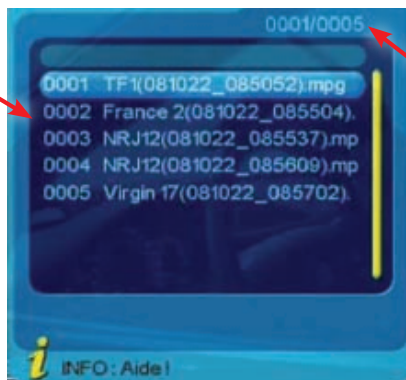 0001/0005
0001 TF1(081022_085052).mpg
0002 France 2(081022_085504).
0003 NRJ12(081022_085537).mp
0004 NRJ12(081022_085609).mp
0005 Virgin 17(081022_085702).
i INFO : Aide !